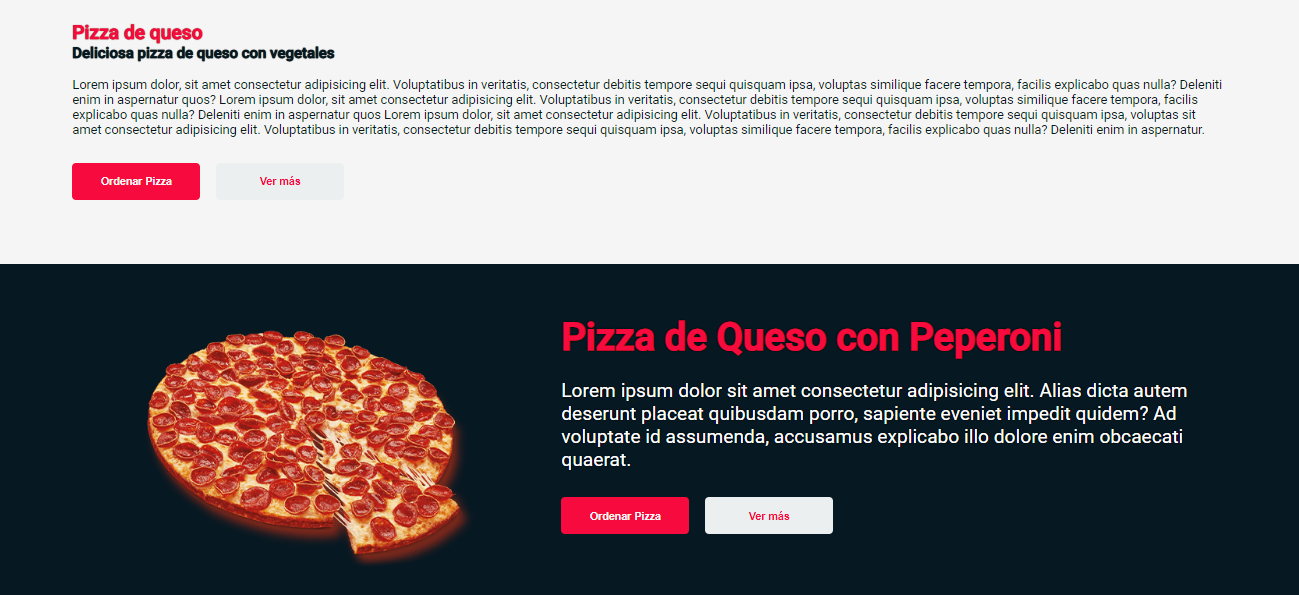 Pizza de queso
Deliciosa pizza de queso con vegetales
Lorem ipsum dolor, sit amet consectetur adipisicing elit. Voluptatibus in veritatis, consectetur debitis tempore sequi quisquam ipsa, voluptas similique facere tempora, facilis explicabo quas nulla? Deleniti
enim in aspernatur quos? Lorem ipsum dolor, sit amet consectetur adipisicing elit. Voluptatibus in veritatis, consectetur debitis tempore sequi quisquam ipsa, voluptas similique facere tempora, facilis
explicabo quas nulla? Deleniti enim in aspernatur quos Lorem ipsum dolor, sit amet consectetur adipisicing elit. Voluptatibus in veritatis, consectetur debitis tempore sequi quisquam ipsa, voluptas sit
amet consectetur adipisicing elit. Voluptatibus in veritatis, consectetur debitis tempore sequi quisquam ipsa, voluptas similique facere tempora, facilis explicabo quas nulla? Deleniti enim in aspernatur.
Ordenar Pizza
Ver más
Pizza de Queso con Peperoni
Lorem ipsum dolor sit amet consectetur adipisicing elit. Alias dicta autem
deserunt placeat quibusdam porro, sapiente eveniet impedit quidem? Ad
voluptate id assumenda, accusamus explicabo illo dolore enim obcaecati
quaerat.
Ordenar Pizza
Ver más